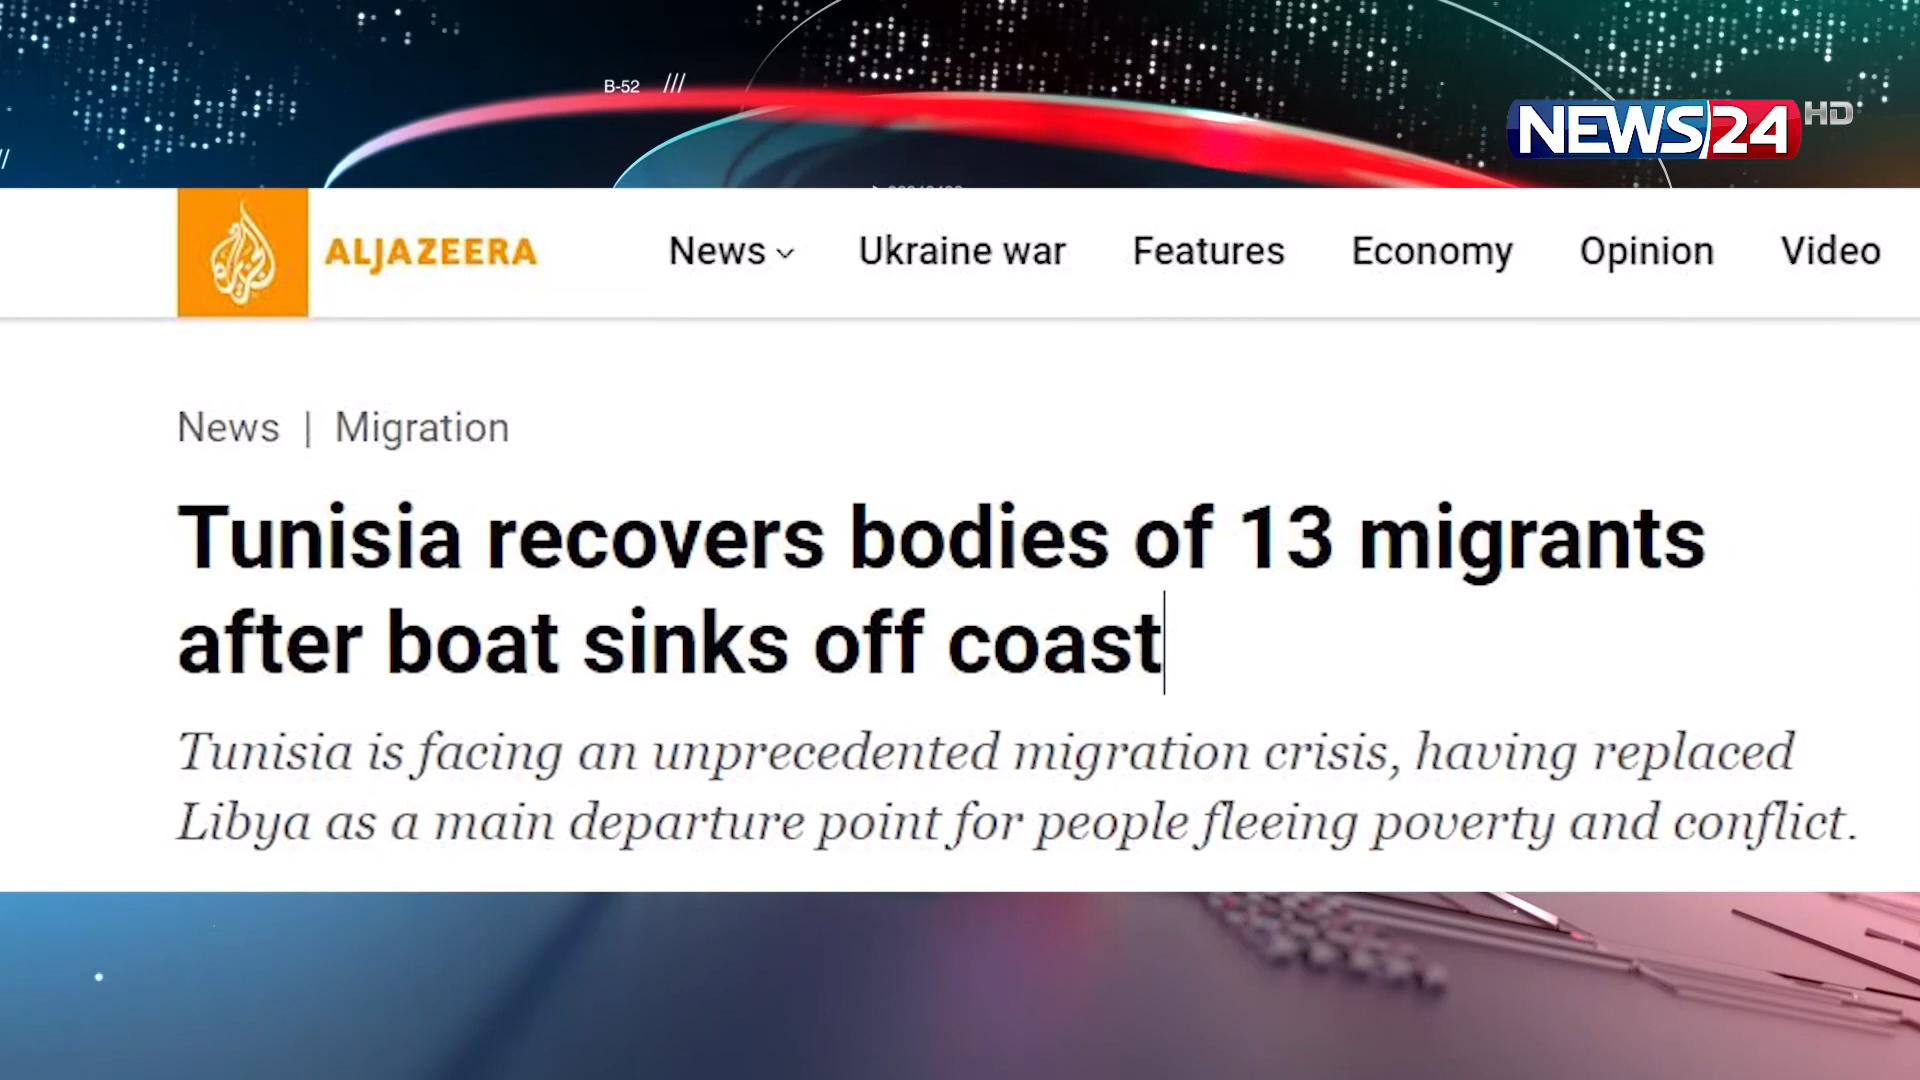 B-52 ///
NEWS 24 HD
//
ALJAZEERA
News Ukraine war Features Economy Opinion Video
News | Migration
Tunisia recovers bodies of 13 migrants
after boat sinks off coast
Tunisia is facing an unprecedented migration crisis, having replaced
Libya as a main departure point for people fleeing poverty and conflict.